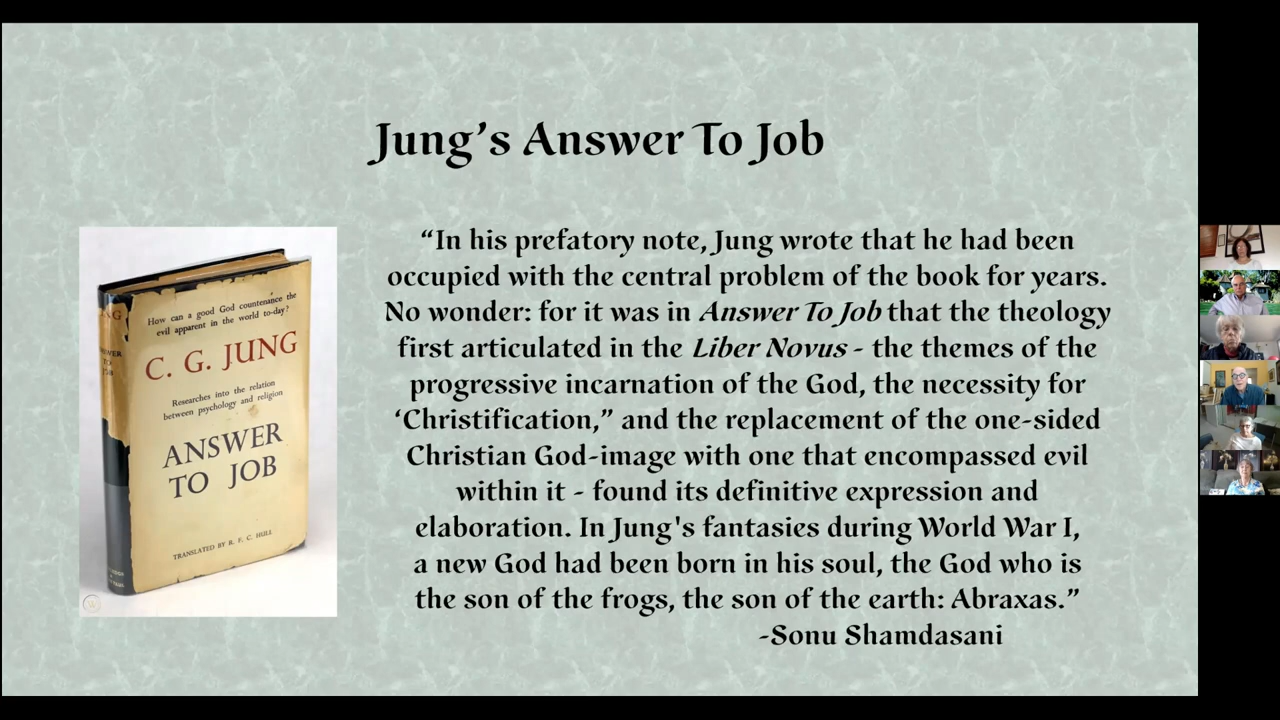 Jung’s Answer To Job
“In his prefatory note, Jung wrote that he had been
occupied with the central problem of the book for years.
No wonder: for it was in Answer To Job that the theology
first articulated in the Liber Novus - the themes of the
progressive incarnation of the God, the necessity for
‘Christification,” and the replacement of the one-sided
Christian God-image with one that encompassed evil
within it - found its definitive expression and
elaboration. In Jung's fantasies during World War I,
a new God had been born in his soul, the God who is
the son of the frogs, the son of the earth: Abraxas.”
-Sonu Shamdasani
How can a good God countenance the
evil apparent in the world to-day?
C. G. JUNG
Researches into the relation
between psychology and religion
ANSWER
TO JOB
TRANSLATED BY R. F. C. HULL